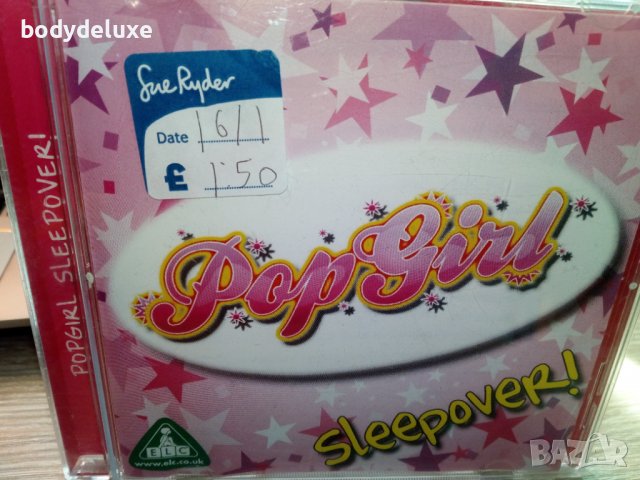 bodydeluxe
POPGIRL SLEEPOVER!
Sue Ryder
Date 16/1
£ 1.50
PopGirl
sleepover!
ELC
www.elc.co.uk
BAZAR